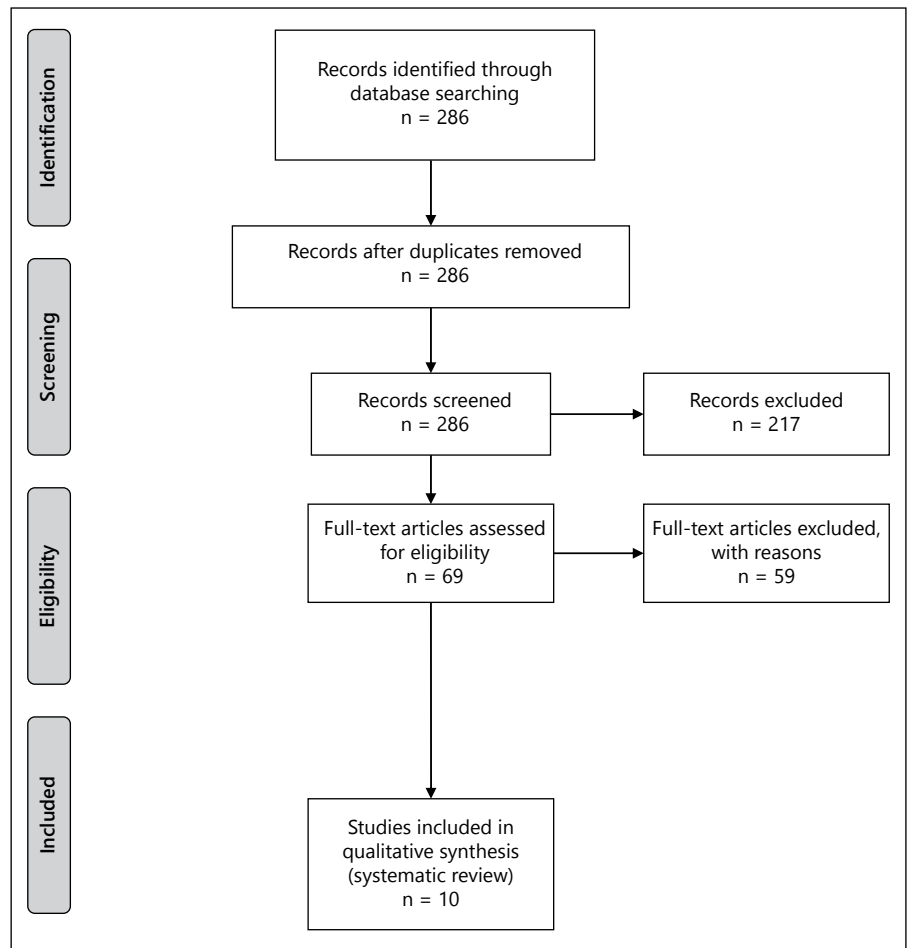 Identification
Records identified through
database searching
n = 286
Records after duplicates removed
n = 286
Screening
Records screened
n = 286
Records excluded
n = 217
Eligibility
Full-text articles assessed
for eligibility
n = 69
Full-text articles excluded,
with reasons
n = 59
Included
Studies included in
qualitative synthesis
(systematic review)
n = 10